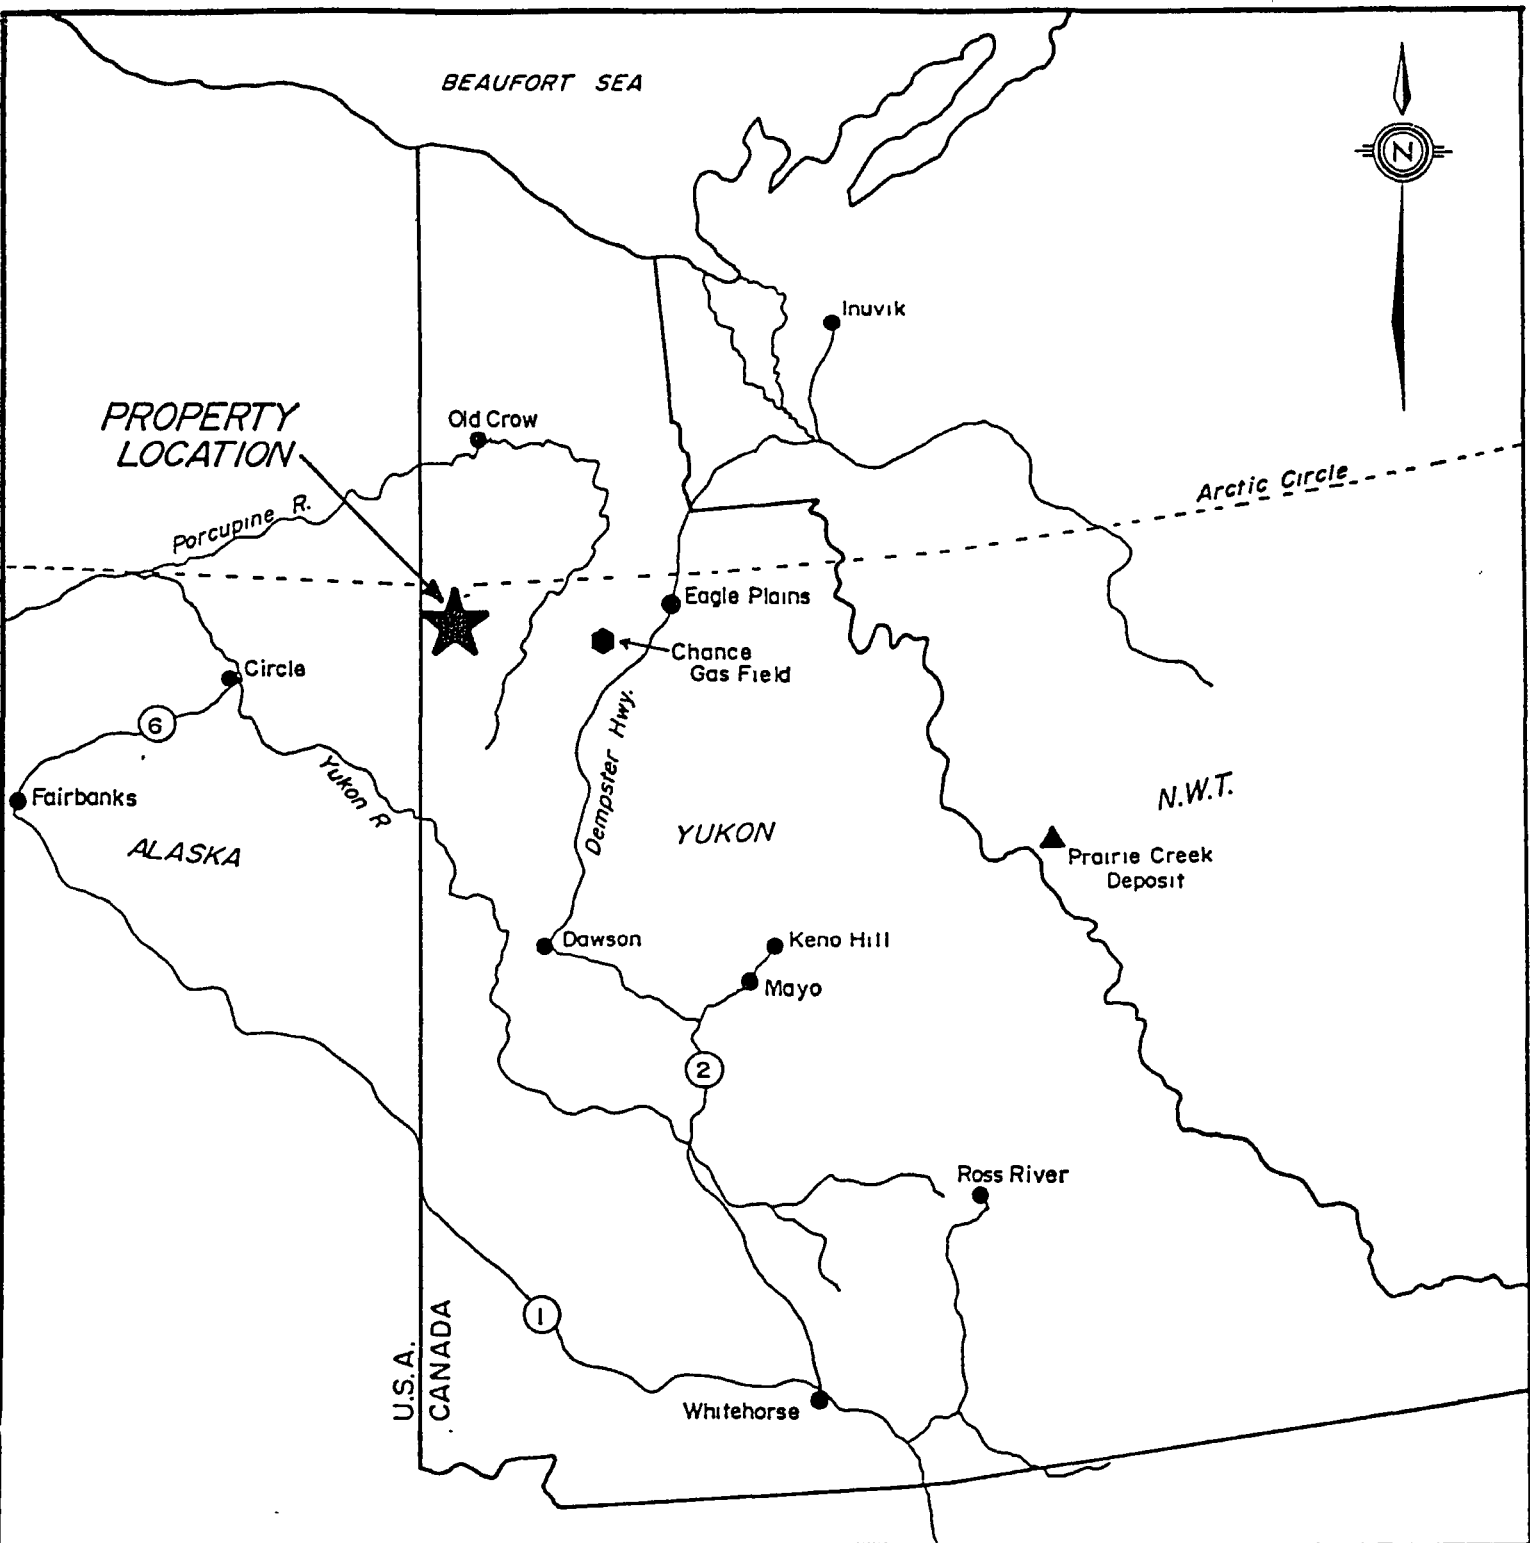 BEAUFORT SEA
N
Inuvik
PROPERTY
LOCATION
Old Crow
Porcupine R.
Arctic Circle
Eagle Plains
Chance
Gas Field
Circle
6
Dempster Hwy.
Yukon R
Fairbanks
ALASKA
YUKON
N.W.T.
Prairie Creek
Deposit
Dawson
Keno Hill
Mayo
2
Ross River
1
U.S.A.
CANADA
Whitehorse